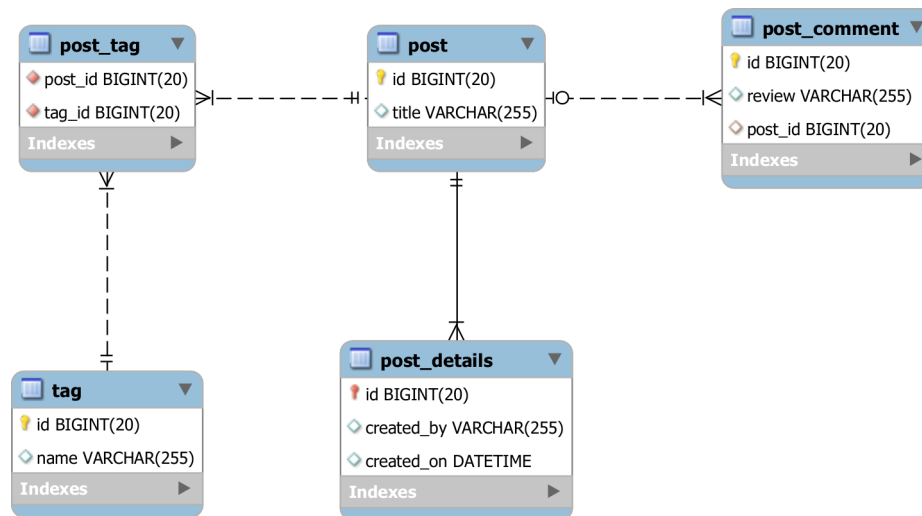 post_tag
post_id BIGINT(20)
tag_id BIGINT(20)
Indexes
post
id BIGINT(20)
title VARCHAR(255)
Indexes
post_comment
id BIGINT(20)
review VARCHAR(255)
post_id BIGINT(20)
Indexes
tag
id BIGINT(20)
name VARCHAR(255)
Indexes
post_details
id BIGINT(20)
created_by VARCHAR(255)
created_on DATETIME
Indexes